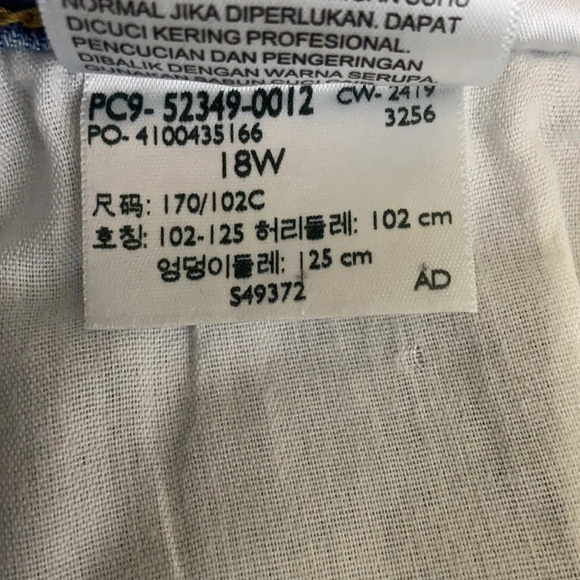 NORMAL JIKA DIPERLUKAN. DAPAT
DICUCI KERING PROFESIONAL.
PENCUCIAN DAN PENGERINGAN
DIBALIK DENGAN WARNA SERUPA.
PC9- 52349-0012 CW- 2419
PO- 4100435166 3256
18W
尺码: 170/102C
호칭: 102-125 허리둘레: 102 cm
엉덩이둘레: 125 cm
S49372
AD